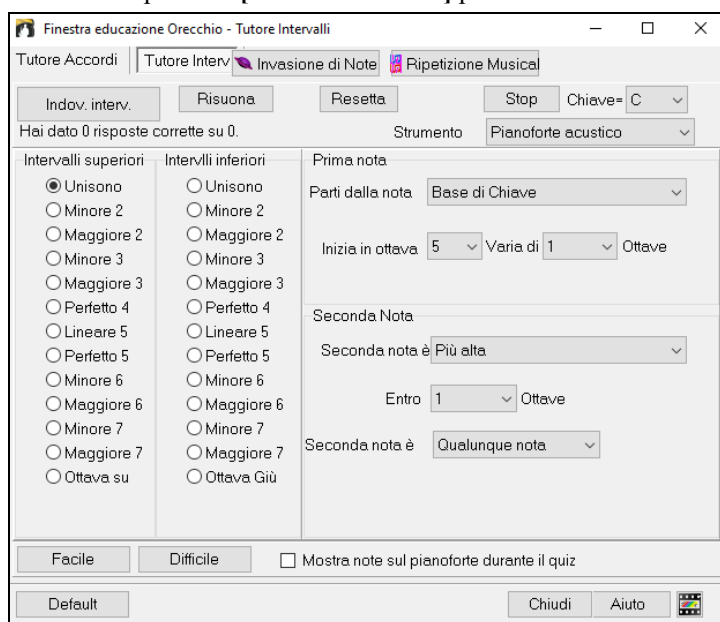 Finestra educazione Orecchio - Tutore Intervalli
Tutore Accordi Tutore Interv Invasione di Note Ripetizione Musical
Indov. interv. Risuona Resetta Stop Chiave= C
Hai dato 0 risposte corrette su 0. Strumento Pianoforte acustico
Intervalli superiori
Unisono
Minore 2
Maggiore 2
Minore 3
Maggiore 3
Perfetto 4
Lineare 5
Perfetto 5
Minore 6
Maggiore 6
Minore 7
Maggiore 7
Ottava su
Intervlli inferiori
Unisono
Minore 2
Maggiore 2
Minore 3
Maggiore 3
Perfetto 4
Lineare 5
Perfetto 5
Minore 6
Maggiore 6
Minore 7
Maggiore 7
Ottava Giù
Prima nota
Parti dalla nota Base di Chiave
Inizia in ottava 5 Varia di 1 Ottave
Seconda Nota
Seconda nota è Più alta
Entro 1 Ottave
Seconda nota è Qualunque nota
Facile Difficile Mostra note sul pianoforte durante il quiz
Default Chiudi Aiuto